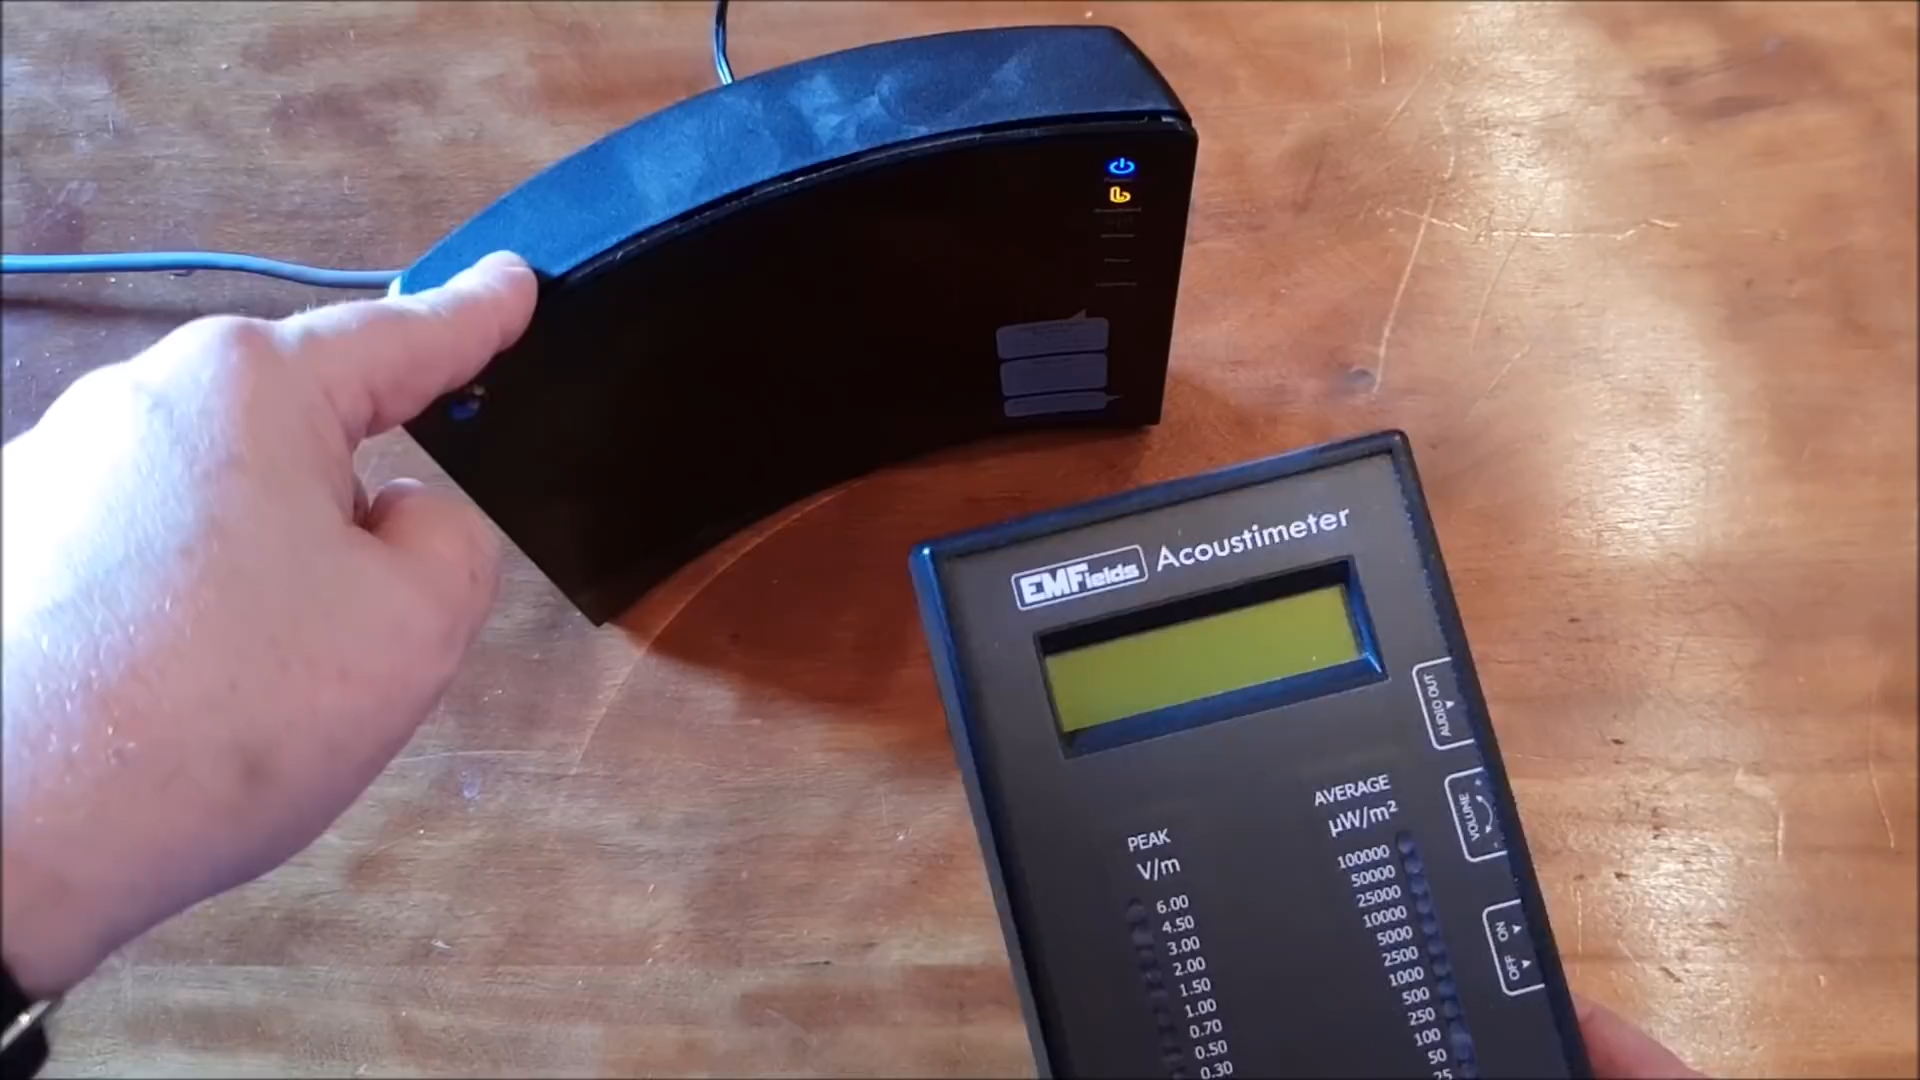 EMFields Acoustimeter
AUDIO OUT
VOLUME
OFF ON
PEAK
V/m
6.00
4.50
3.00
2.00
1.50
1.00
0.70
0.50
0.30
AVERAGE
µW/m²
100000
50000
25000
10000
5000
2500
1000
500
250
100
50
25